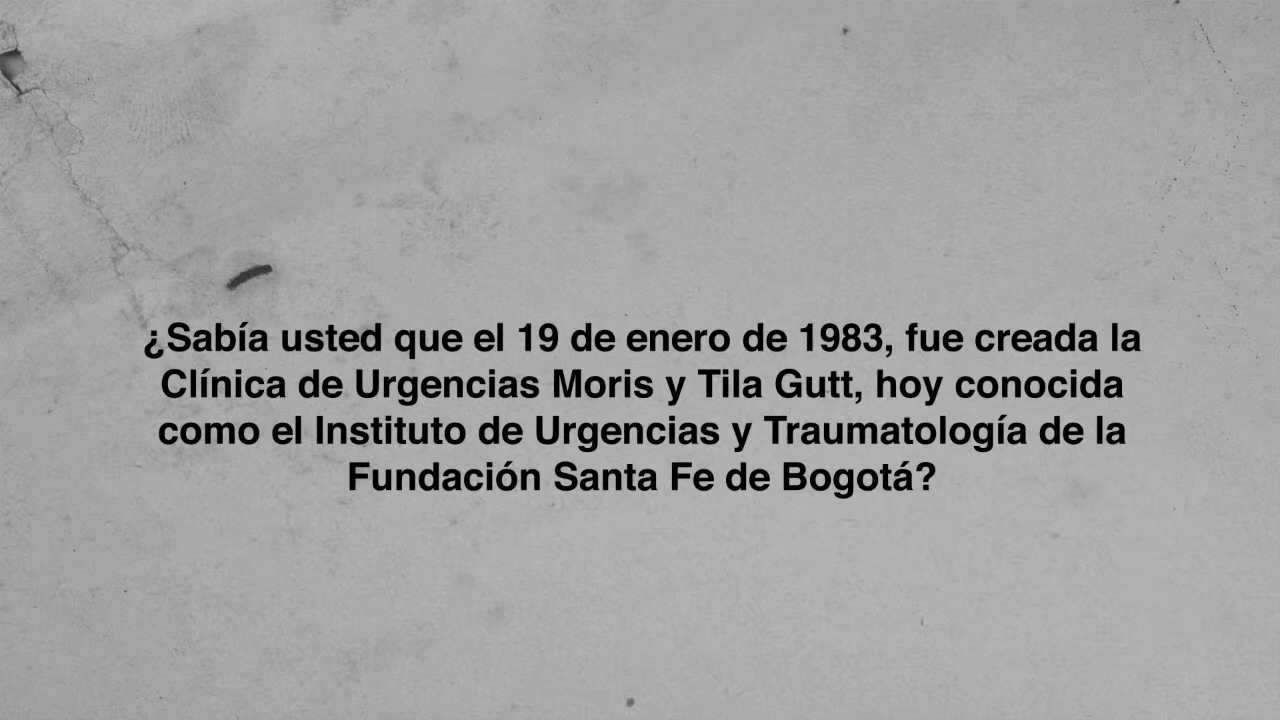 ¿Sabía usted que el 19 de enero de 1983, fue creada la
Clínica de Urgencias Moris y Tila Gutt, hoy conocida
como el Instituto de Urgencias y Traumatología de la
Fundación Santa Fe de Bogotá?